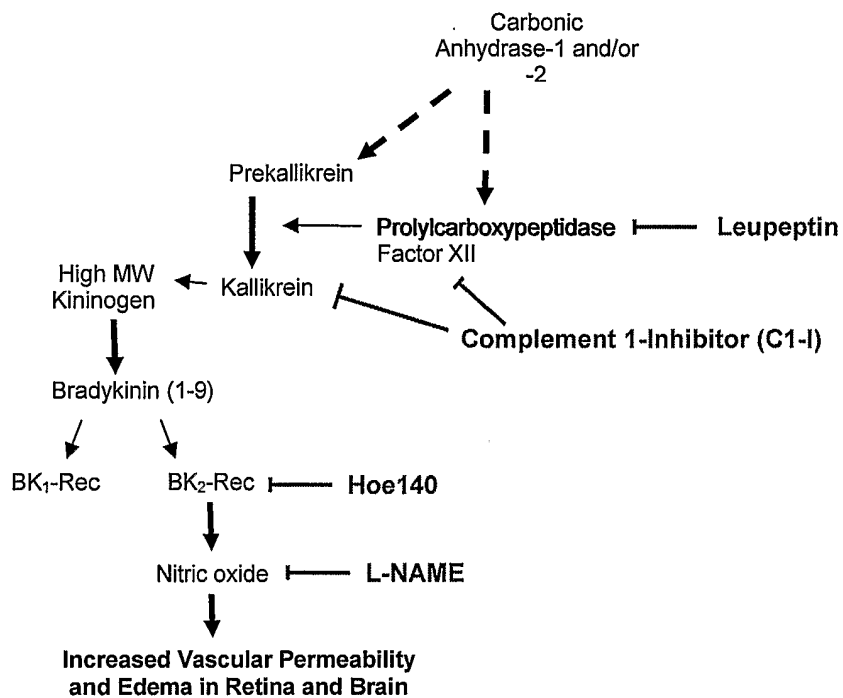 Carbonic
Anhydrase-1 and/or
-2
Prekallikrein
Prolylcarboxypeptidase
Factor XII
Leupeptin
High MW
Kininogen
Kallikrein
Complement 1-Inhibitor (C1-I)
Bradykinin (1-9)
BK₁-Rec
BK₂-Rec
Hoe140
Nitric oxide
L-NAME
Increased Vascular Permeability
and Edema in Retina and Brain